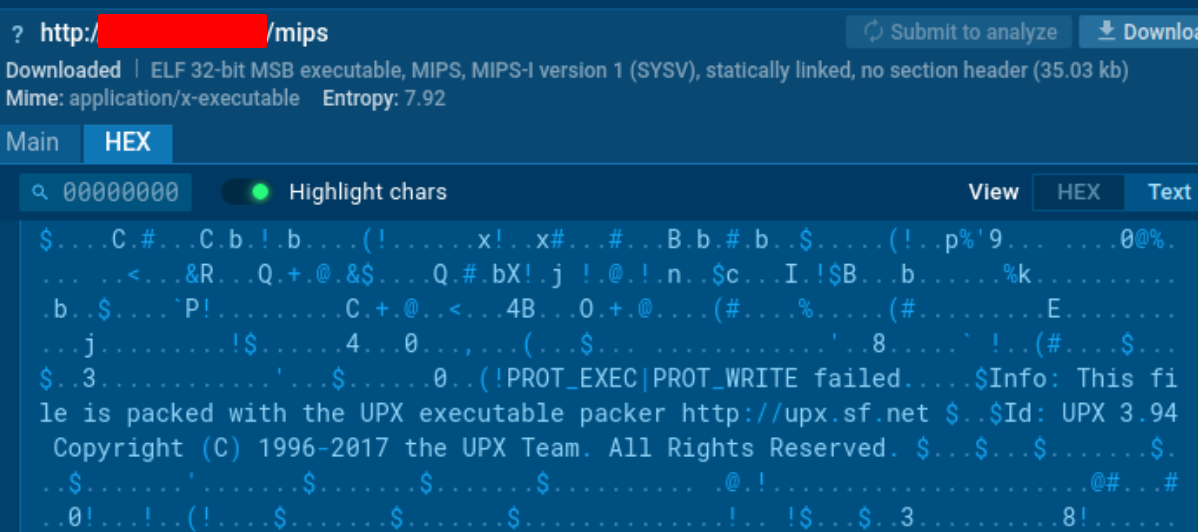 ? http:/ /mips
Submit to analyze
Downloa
Downloaded | ELF 32-bit MSB executable, MIPS, MIPS-I version 1 (SYSV), statically linked, no section header (35.03 kb)
Mime: application/x-executable Entropy: 7.92
Main HEX
00000000 Highlight chars View HEX Text
$....C.#...C.b.!.b....(!.......x! x#...#...B.b.#.b..$.....(!..p%'9... ....0@%.
.... ..<...&R...Q.+.@.&$....Q.#.bX!.j !.@.!.n..$c...I.!$B...b.......%k..........
.b..$....`P!.........C.+.@..<...4B...O.+.@....(#....%.....(#.........E........
...j.........!$......4...0...,...(...$... ............'..8.....` !..(#....$...
$..3............'...$......0..(!PROT_EXEC|PROT_WRITE failed.....$Info: This fi
le is packed with the UPX executable packer http://upx.sf.net $..$Id: UPX 3.94
Copyright (C) 1996-2017 the UPX Team. All Rights Reserved. $...$...$.......$.
..$.......'.......$.......$.......$.......... .@.!......................@#...#
..0!...!..(!....$.......$.......$..............!.. !$...$..3..........8!......